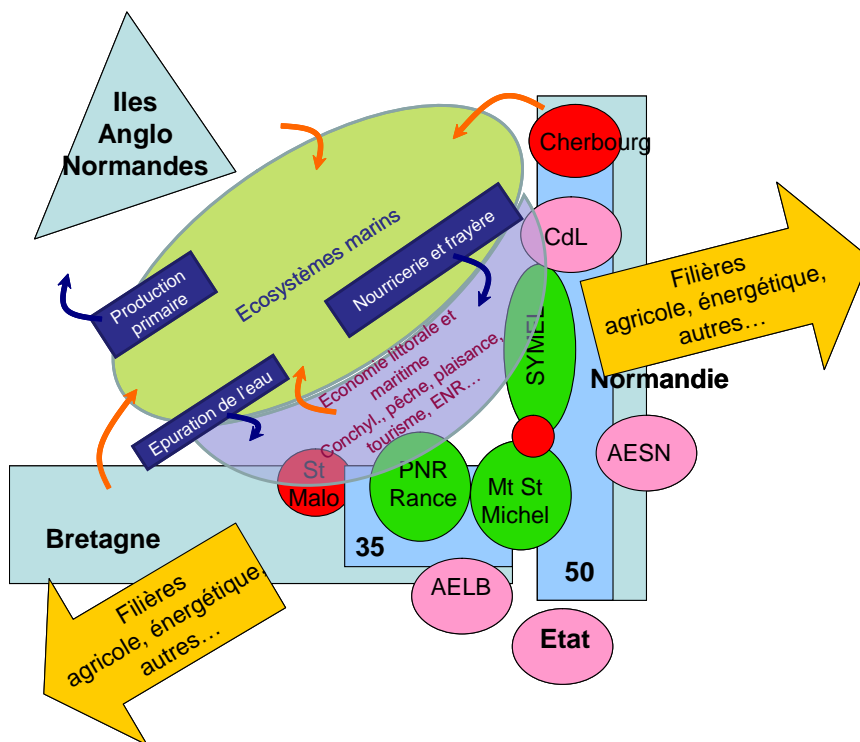 Iles
Anglo
Normandes
Cherbourg
CdL
Filières
agricole, énergétique,
autres…
Ecosystèmes marins
Nourricerie et frayère
Production
primaire
SYMEL
Economie littorale et
maritime
Conchyl., pêche, plaisance,
tourisme, ENR…
Normandie
Epuration de l'eau
AESN
St
Malo
PNR
Rance
Mt St
Michel
Bretagne
35
50
AELB
Filières
agricole, énergétique,
autres…
Etat